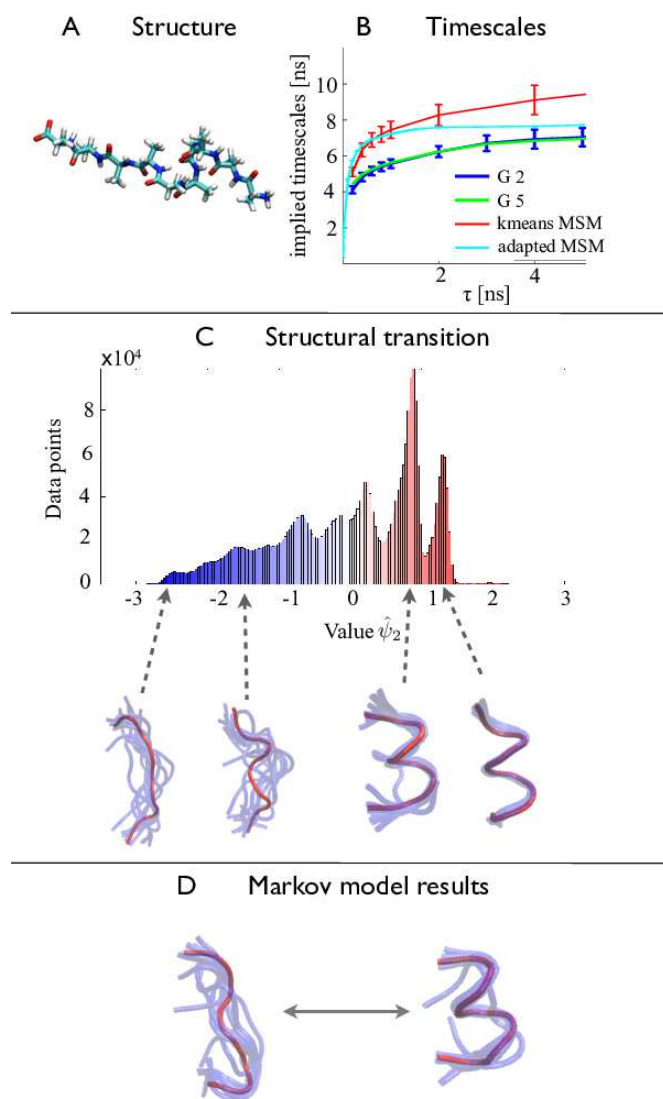 A Structure
B Timescales
implied timescales [ns]
10
8
6
4
2
G 2
G 5
kmeans MSM
adapted MSM
2 4
τ [ns]
C Structural transition
x10⁴
8
4
2
0
Data points
-3 -2 -1 0 1 2 3
Value ψ̂₂
D Markov model results